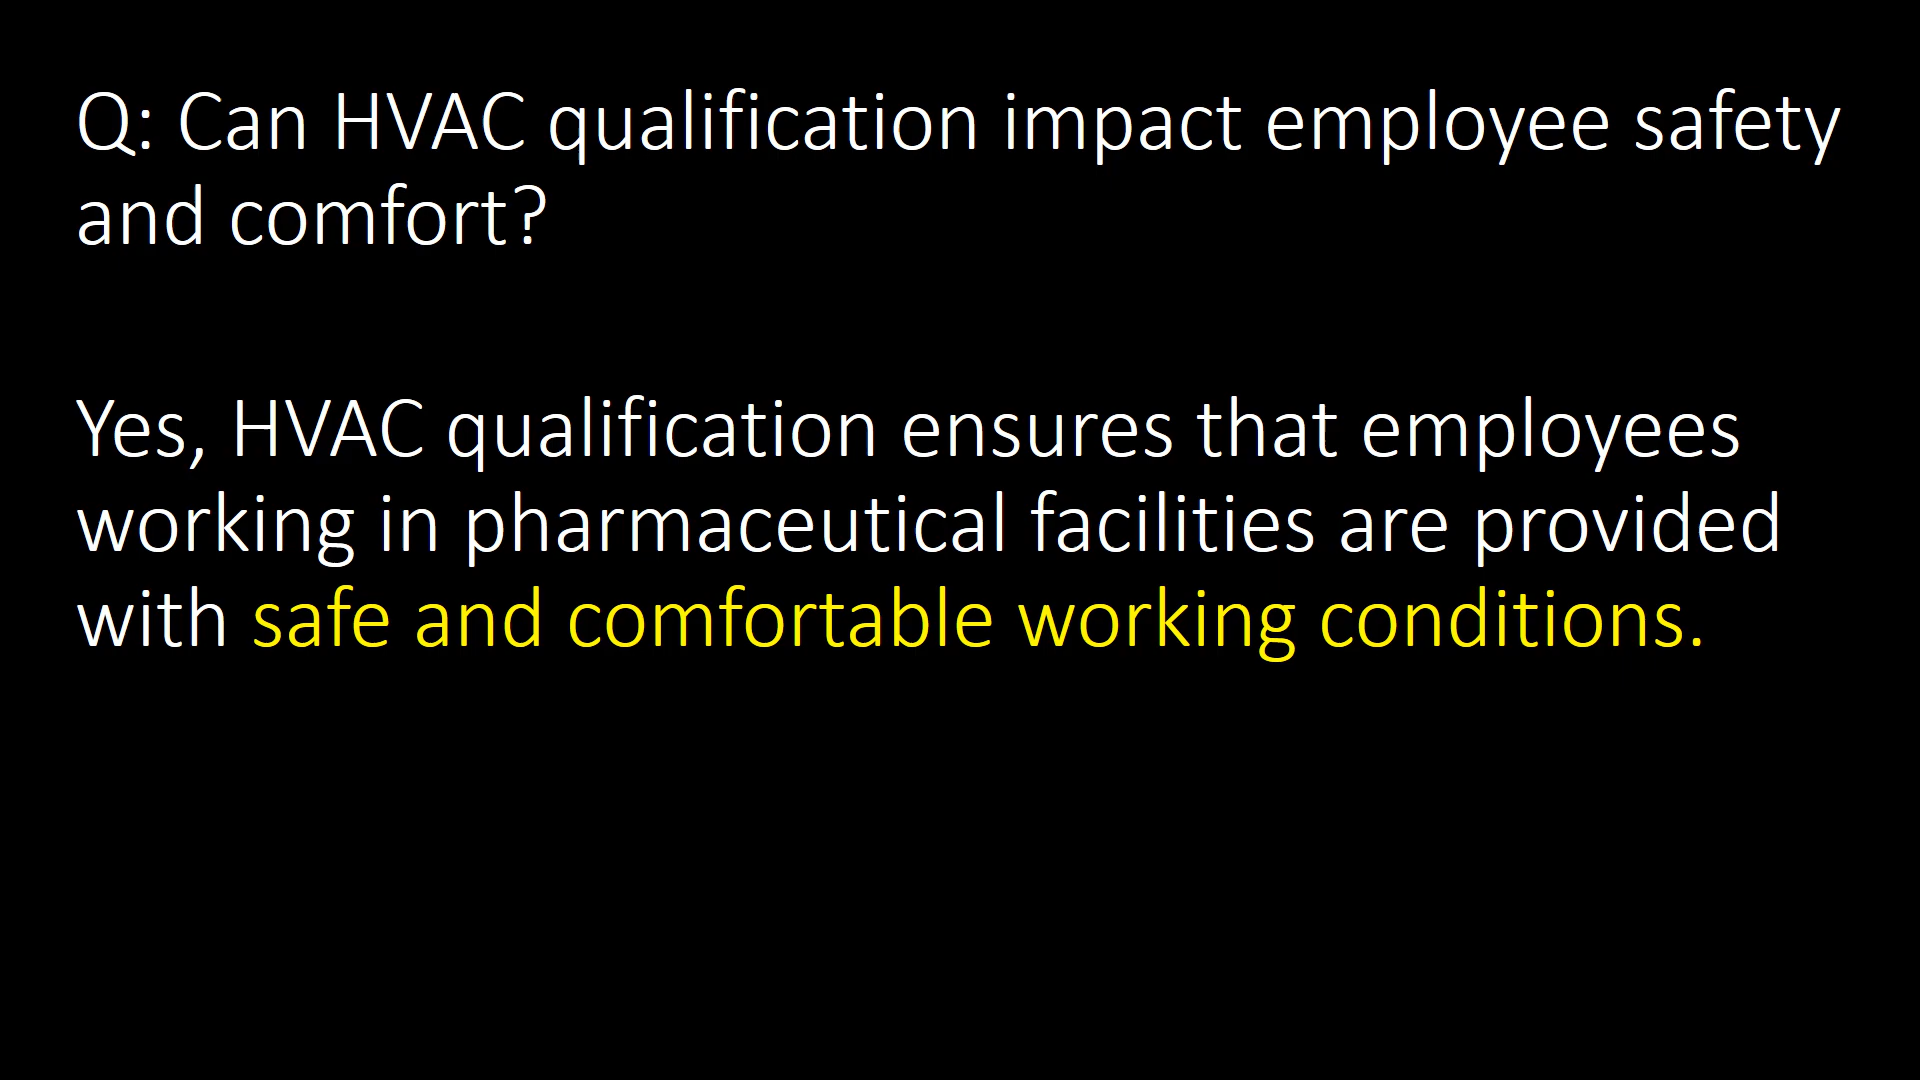 Q: Can HVAC qualification impact employee safety
and comfort?
Yes, HVAC qualification ensures that employees
working in pharmaceutical facilities are provided
with safe and comfortable working conditions.